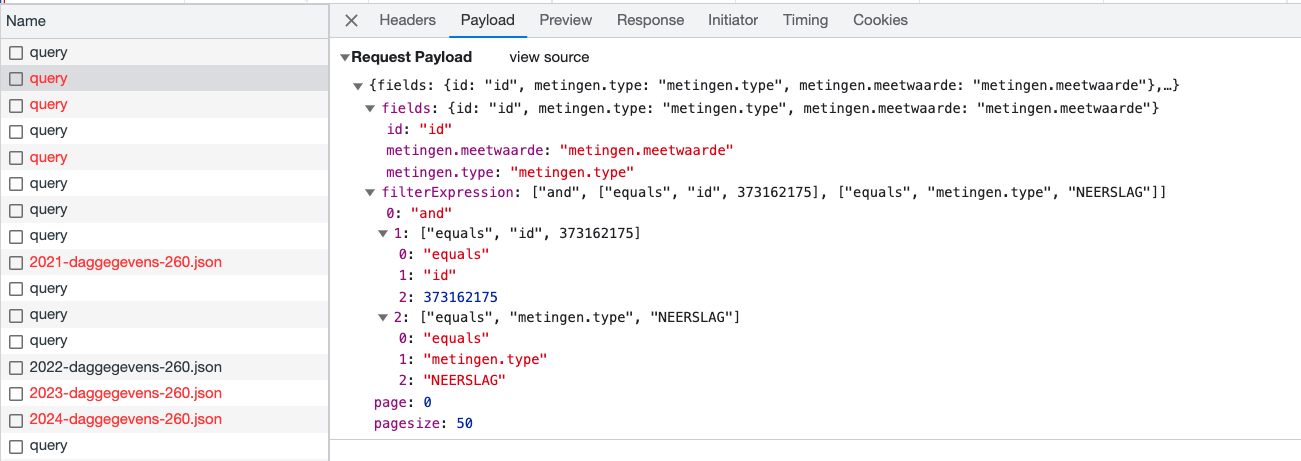 Name
query
query
query
query
query
query
query
query
2021-daggegevens-260.json
query
query
query
2022-daggegevens-260.json
2023-daggegevens-260.json
2024-daggegevens-260.json
query
Headers Payload Preview Response Initiator Timing Cookies
Request Payload view source
{fields: {id: "id", metingen.type: "metingen.type", metingen.meetwaarde: "metingen.meetwaarde"},…}
fields: {id: "id", metingen.type: "metingen.type", metingen.meetwaarde: "metingen.meetwaarde"}
id: "id"
metingen.meetwaarde: "metingen.meetwaarde"
metingen.type: "metingen.type"
filterExpression: ["and", ["equals", "id", 373162175], ["equals", "metingen.type", "NEERSLAG"]]
0: "and"
1: ["equals", "id", 373162175]
0: "equals"
1: "id"
2: 373162175
2: ["equals", "metingen.type", "NEERSLAG"]
0: "equals"
1: "metingen.type"
2: "NEERSLAG"
page: 0
pagesize: 50